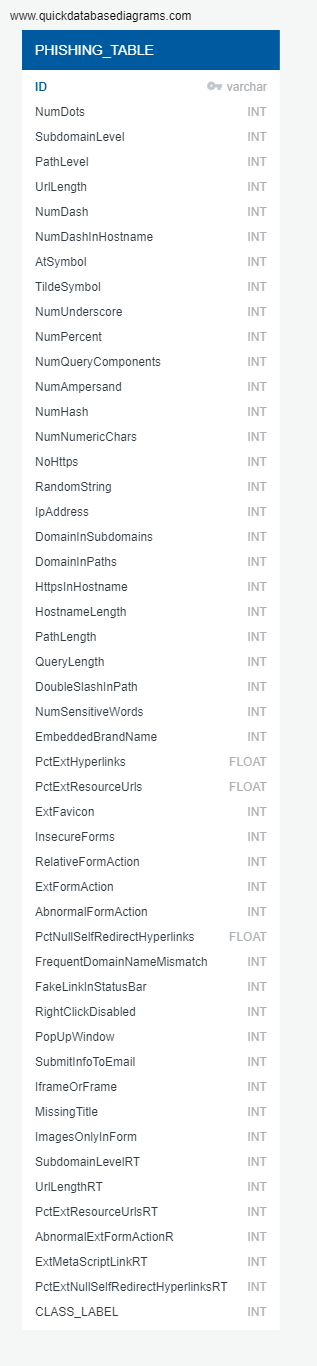 www.quickdatabasediagrams.com
PHISHING_TABLE
ID varchar
NumDots INT
SubdomainLevel INT
PathLevel INT
UrlLength INT
NumDash INT
NumDashInHostname INT
AtSymbol INT
TildeSymbol INT
NumUnderscore INT
NumPercent INT
NumQueryComponents INT
NumAmpersand INT
NumHash INT
NumNumericChars INT
NoHttps INT
RandomString INT
IpAddress INT
DomainInSubdomains INT
DomainInPaths INT
HttpsInHostname INT
HostnameLength INT
PathLength INT
QueryLength INT
DoubleSlashInPath INT
NumSensitiveWords INT
EmbeddedBrandName INT
PctExtHyperlinks FLOAT
PctExtResourceUrls FLOAT
ExtFavicon INT
InsecureForms INT
RelativeFormAction INT
ExtFormAction INT
AbnormalFormAction INT
PctNullSelfRedirectHyperlinks FLOAT
FrequentDomainNameMismatch INT
FakeLinkInStatusBar INT
RightClickDisabled INT
PopUpWindow INT
SubmitInfoToEmail INT
IframeOrFrame INT
MissingTitle INT
ImagesOnlyInForm INT
SubdomainLevelRT INT
UrlLengthRT INT
PctExtResourceUrlsRT INT
AbnormalExtFormActionR INT
ExtMetaScriptLinkRT INT
PctExtNullSelfRedirectHyperlinksRT INT
CLASS_LABEL INT